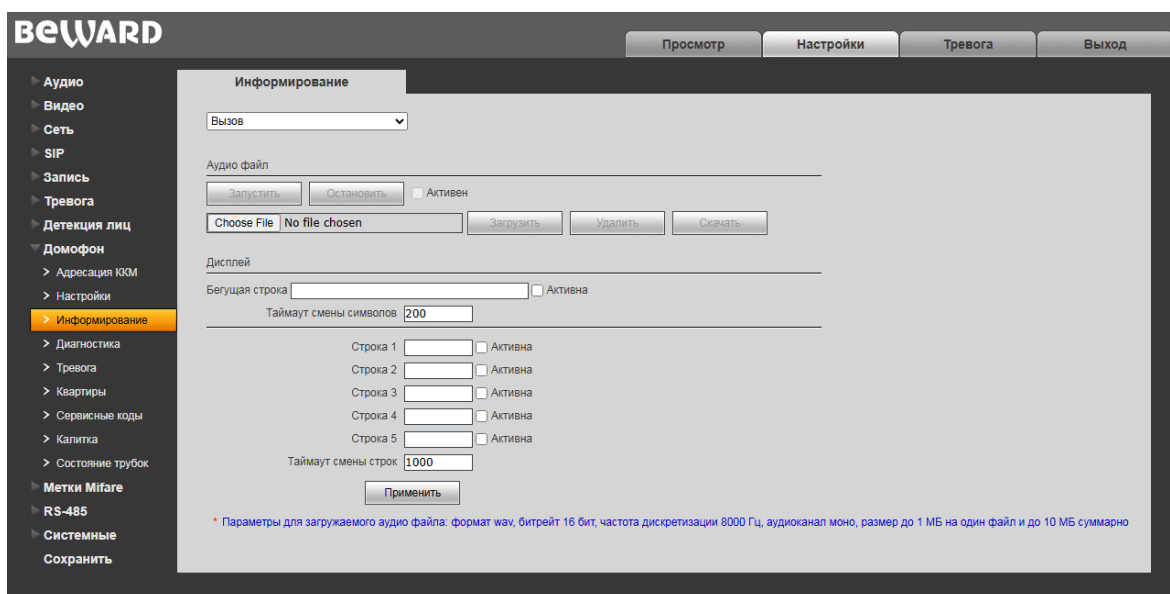 BEWARD
Просмотр
Настройки
Тревога
Выход
Аудио
Видео
Сеть
SIP
Запись
Тревога
Детекция лиц
Домофон
> Адресация ККМ
> Настройки
> Информирование
> Диагностика
> Тревога
> Квартиры
> Сервисные коды
> Калитка
> Состояние трубок
Метки Mifare
RS-485
Системные
Сохранить
Информирование
Вызов
Аудио файл
Запустить Остановить Активен
Choose File No file chosen Загрузить Удалить Скачать
Дисплей
Бегущая строка Активна
Таймаут смены символов 200
Строка 1 Активна
Строка 2 Активна
Строка 3 Активна
Строка 4 Активна
Строка 5 Активна
Таймаут смены строк 1000
Применить
* Параметры для загружаемого аудио файла: формат wav, битрейт 16 бит, частота дискретизации 8000 Гц, аудиоканал моно, размер до 1 МБ на один файл и до 10 МБ суммарно